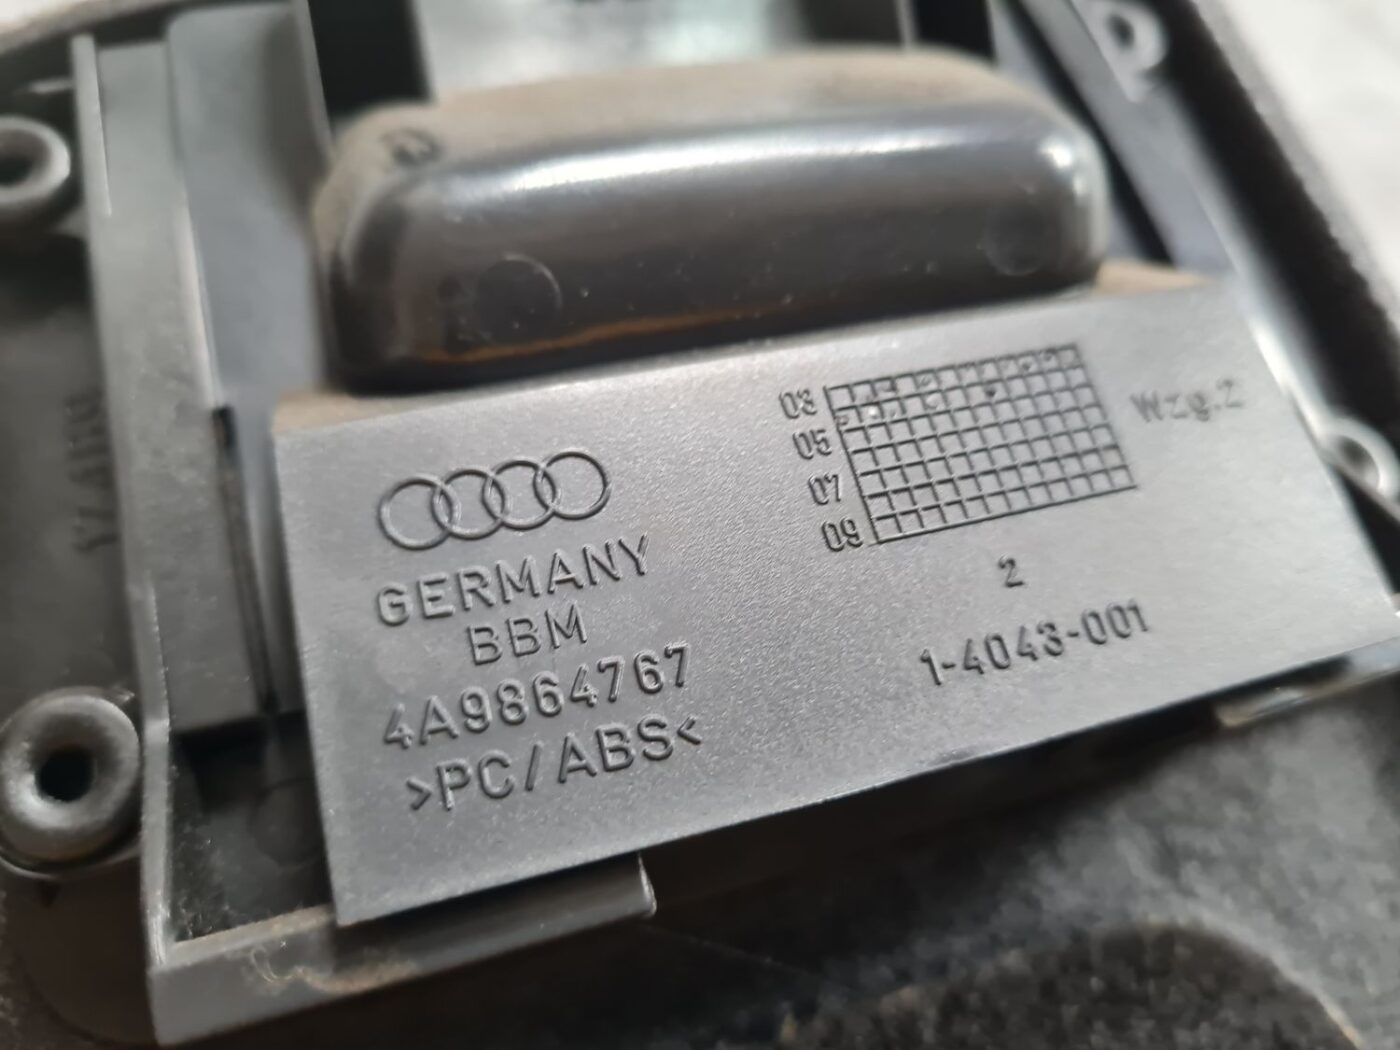 GERMANY
BBM
4A9864767
>PC/ABS<
03
05
07
09
Wzg.2
2
1-4043-001